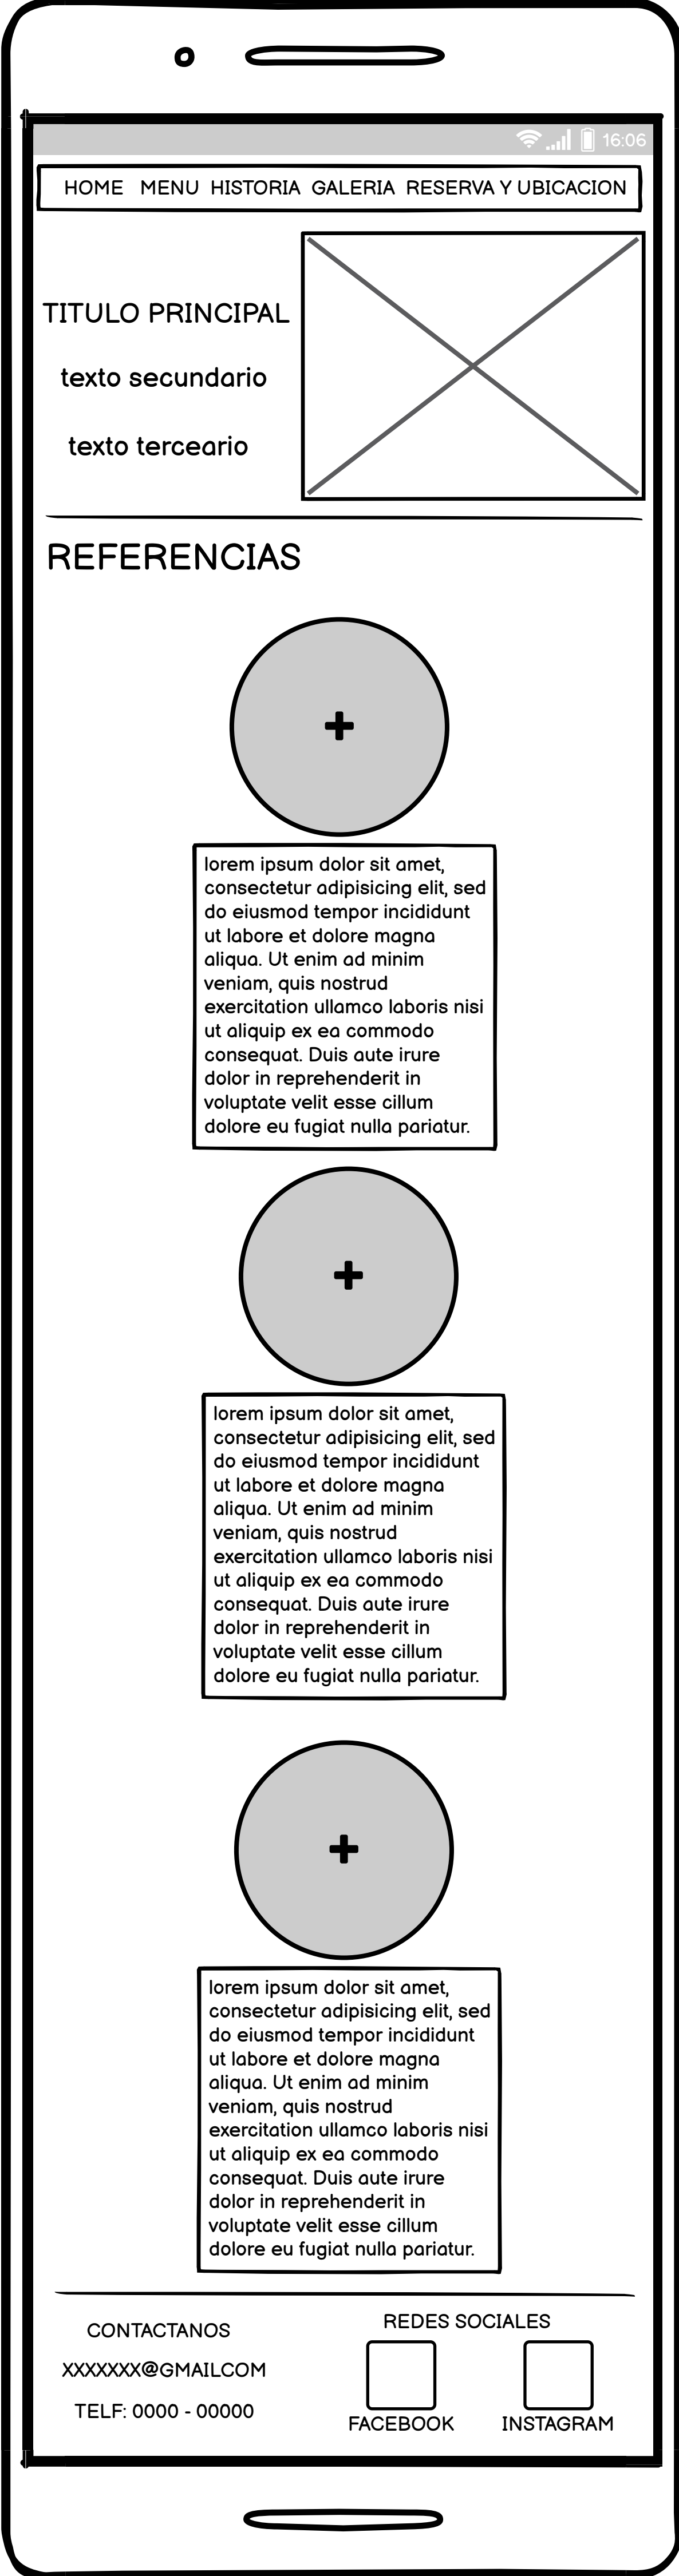 16:06
HOME MENU HISTORIA GALERIA RESERVA Y UBICACION
TITULO PRINCIPAL
texto secundario
texto terceario
REFERENCIAS
lorem ipsum dolor sit amet,
consectetur adipisicing elit, sed
do eiusmod tempor incididunt
ut labore et dolore magna
aliqua. Ut enim ad minim
veniam, quis nostrud
exercitation ullamco laboris nisi
ut aliquip ex ea commodo
consequat. Duis aute irure
dolor in reprehenderit in
voluptate velit esse cillum
dolore eu fugiat nulla pariatur.
lorem ipsum dolor sit amet,
consectetur adipisicing elit, sed
do eiusmod tempor incididunt
ut labore et dolore magna
aliqua. Ut enim ad minim
veniam, quis nostrud
exercitation ullamco laboris nisi
ut aliquip ex ea commodo
consequat. Duis aute irure
dolor in reprehenderit in
voluptate velit esse cillum
dolore eu fugiat nulla pariatur.
lorem ipsum dolor sit amet,
consectetur adipisicing elit, sed
do eiusmod tempor incididunt
ut labore et dolore magna
aliqua. Ut enim ad minim
veniam, quis nostrud
exercitation ullamco laboris nisi
ut aliquip ex ea commodo
consequat. Duis aute irure
dolor in reprehenderit in
voluptate velit esse cillum
dolore eu fugiat nulla pariatur.
CONTACTANOS
XXXXXXX@GMAILCOM
TELF: 0000 - 00000
REDES SOCIALES
FACEBOOK INSTAGRAM